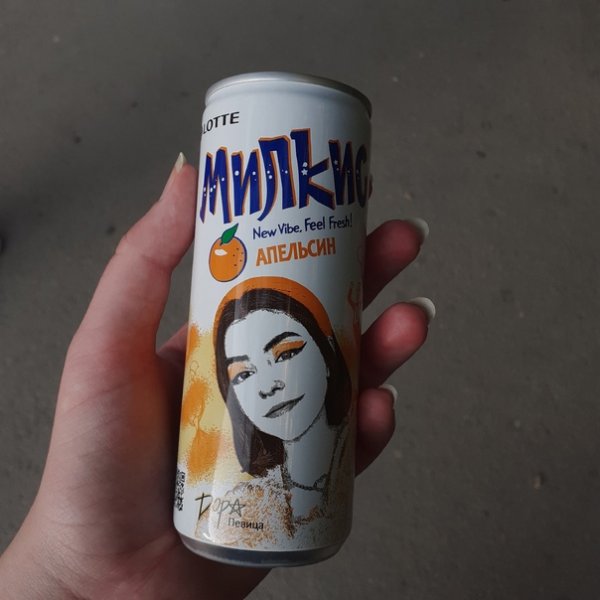 LOTTE
Милкис
New Vibe, Feel Fresh!
АПЕЛЬСИН
Дора
Певица